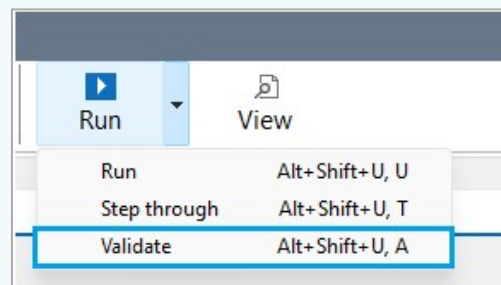 Run View
Run Alt+Shift+U, U
Step through Alt+Shift+U, T
Validate Alt+Shift+U, A